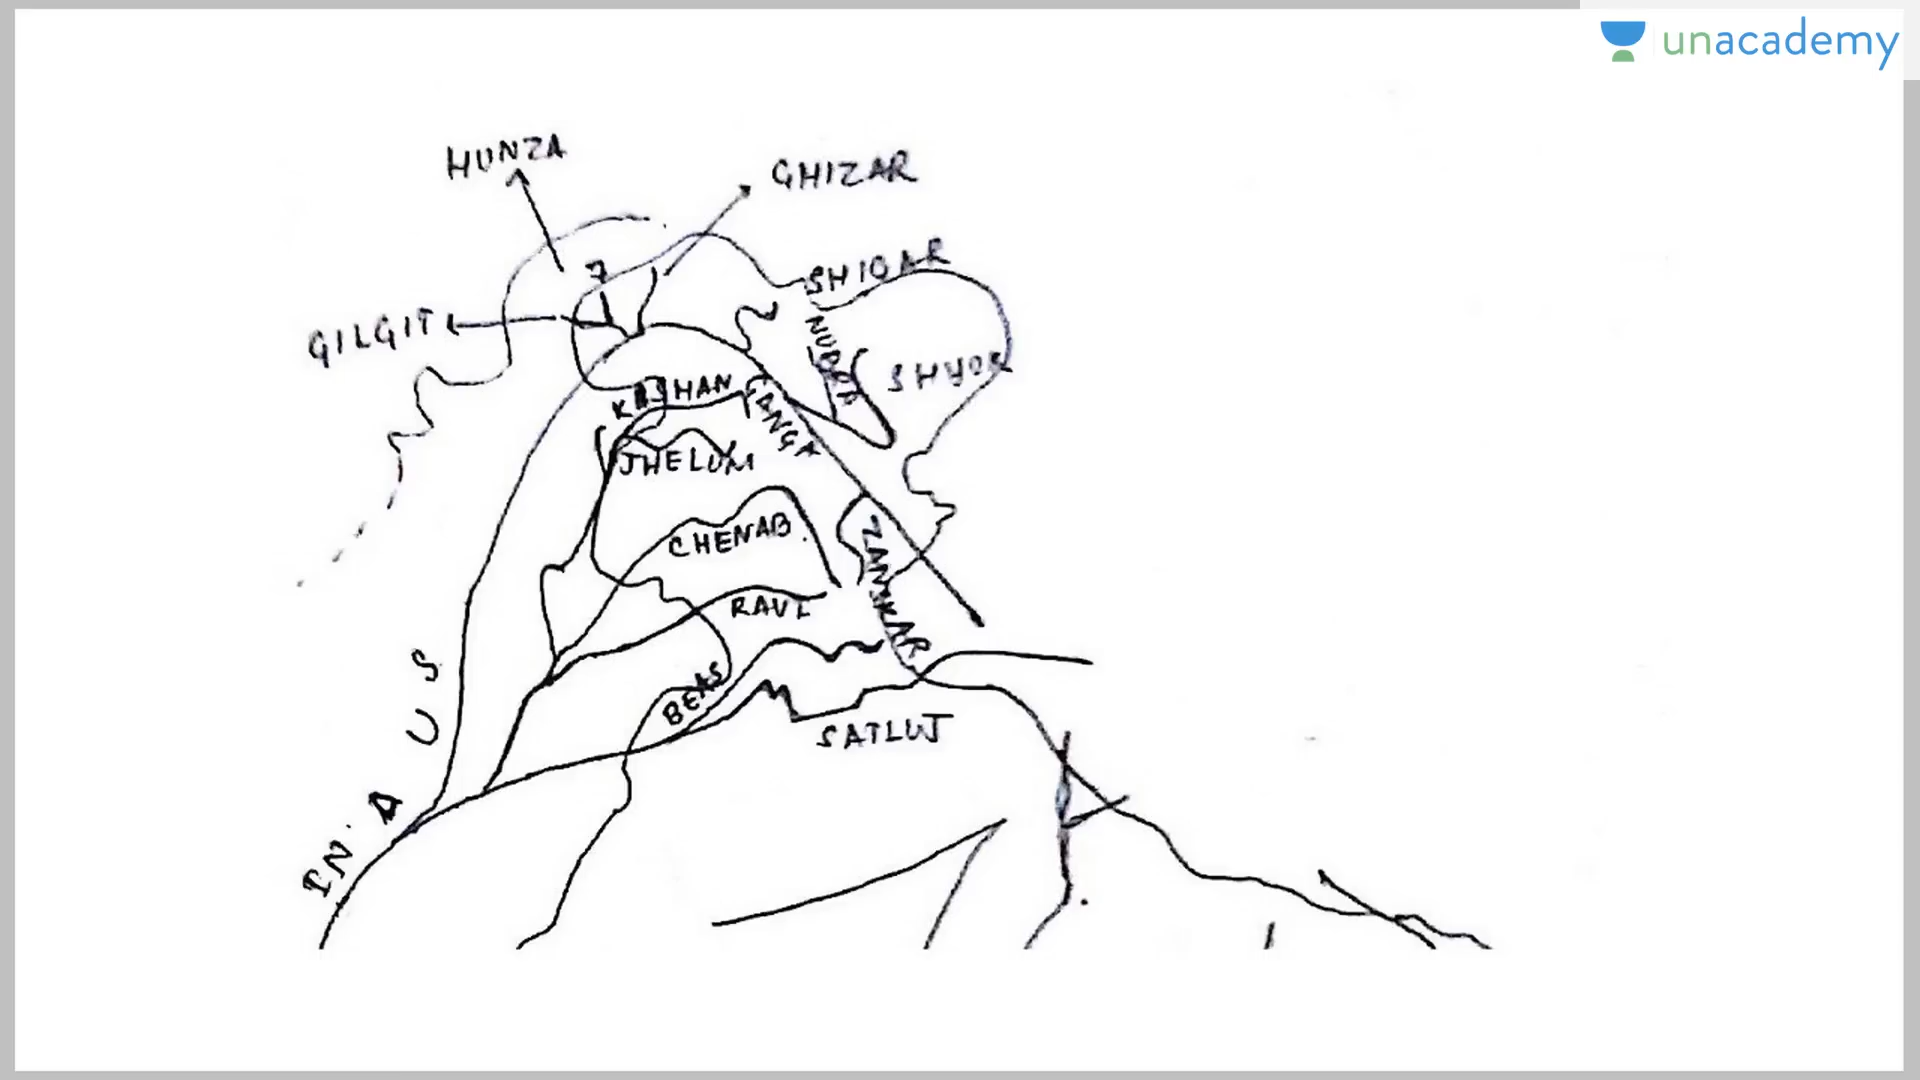 unacademy
HUNZA
GHIZAR
SHIGAR
GILGIT
NUBRA
SHYOK
KISHAN
GANGA
JHELUM
CHENAB
ZANSKAR
RAVI
BEAS
SATLUJ
INDUS